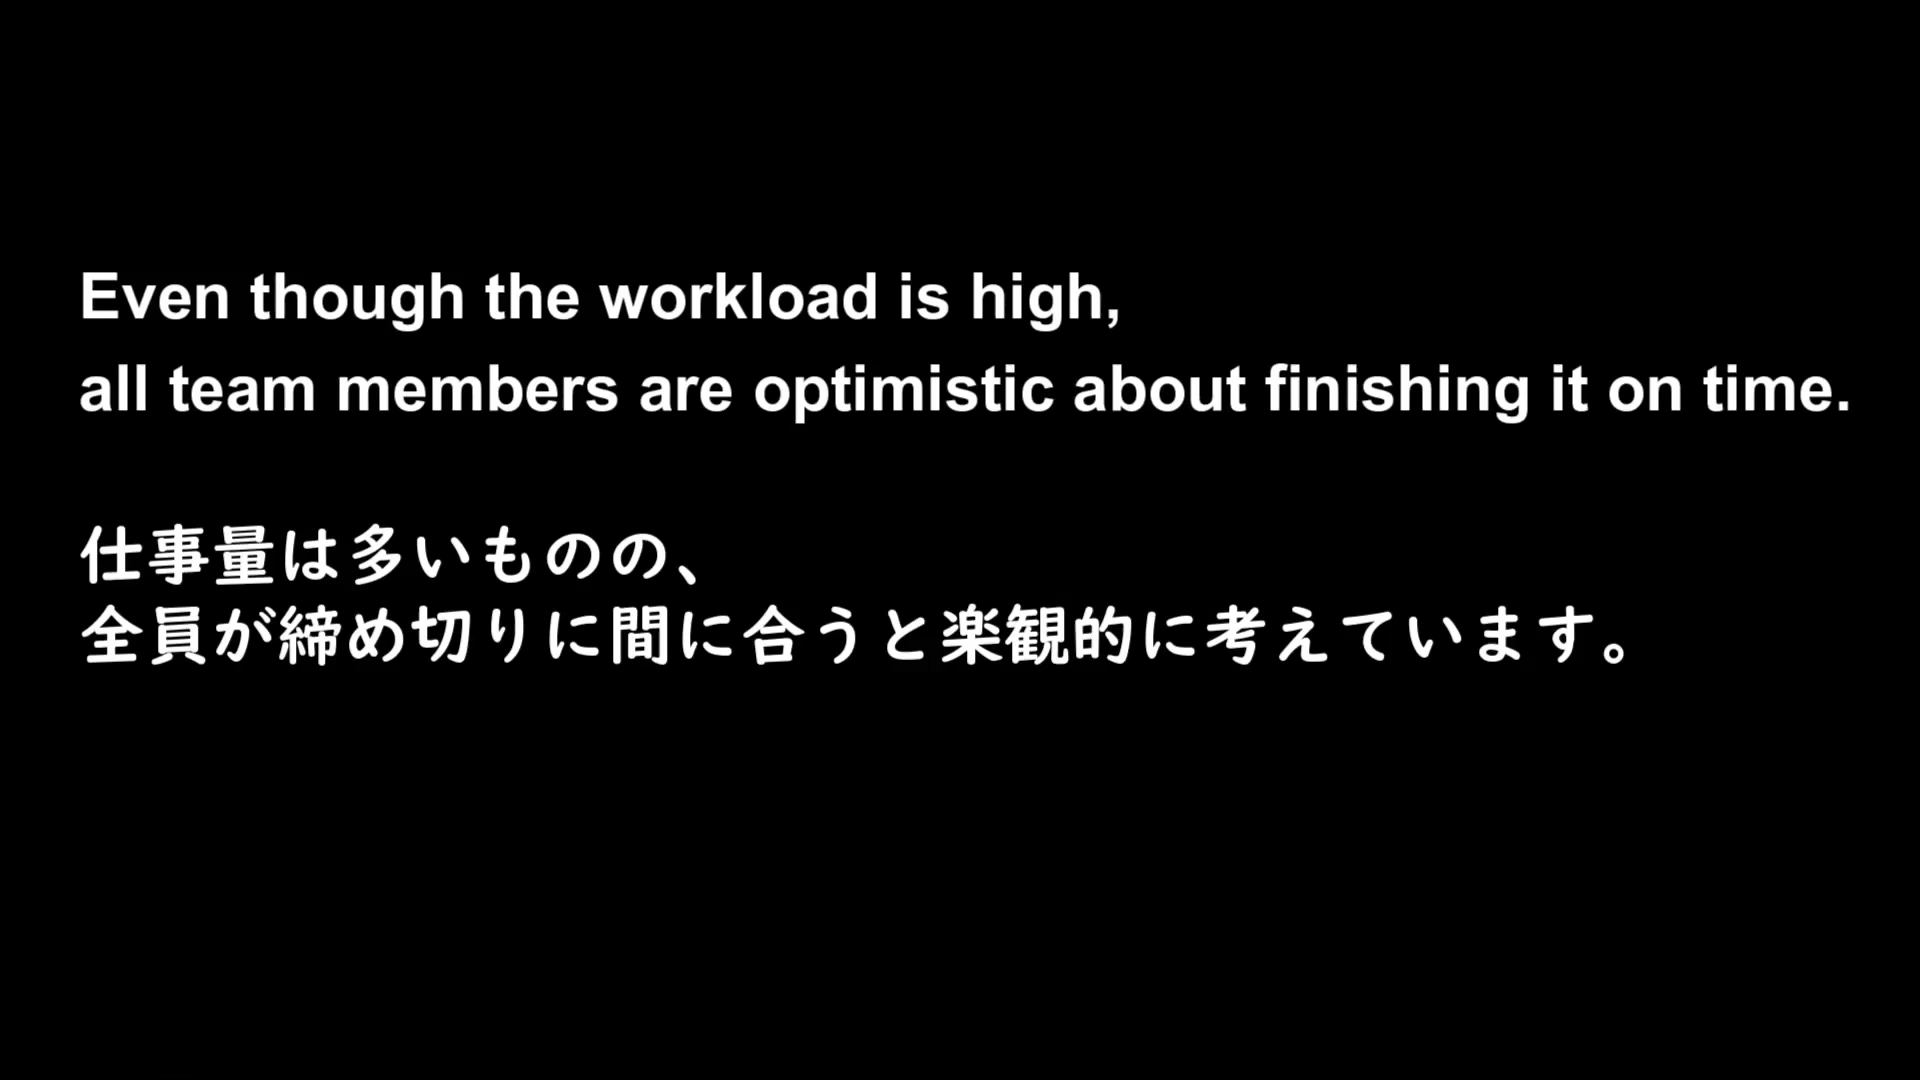 Even though the workload is high,
all team members are optimistic about finishing it on time.
仕事量は多いものの、
全員が締め切りに間に合うと楽観的に考えています。